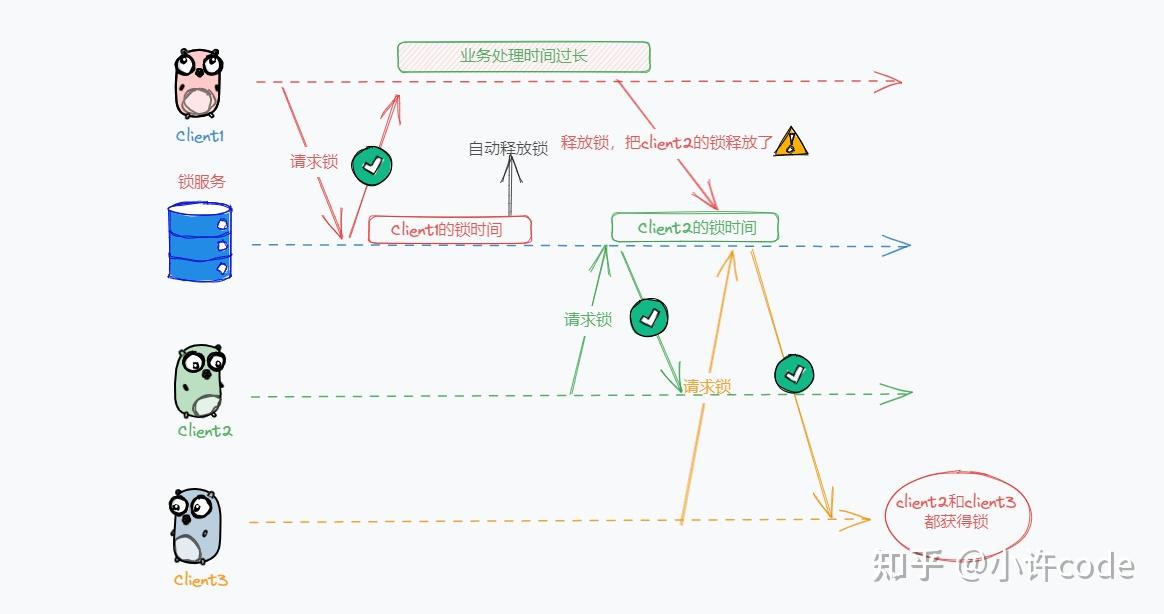 业务处理时间过长
Client1
请求锁
自动释放锁
释放锁，把client2的锁释放了
锁服务
Client1的锁时间
Client2的锁时间
请求锁
请求锁
Client2
client2和client3
都获得锁
Client3
知乎 @小许code